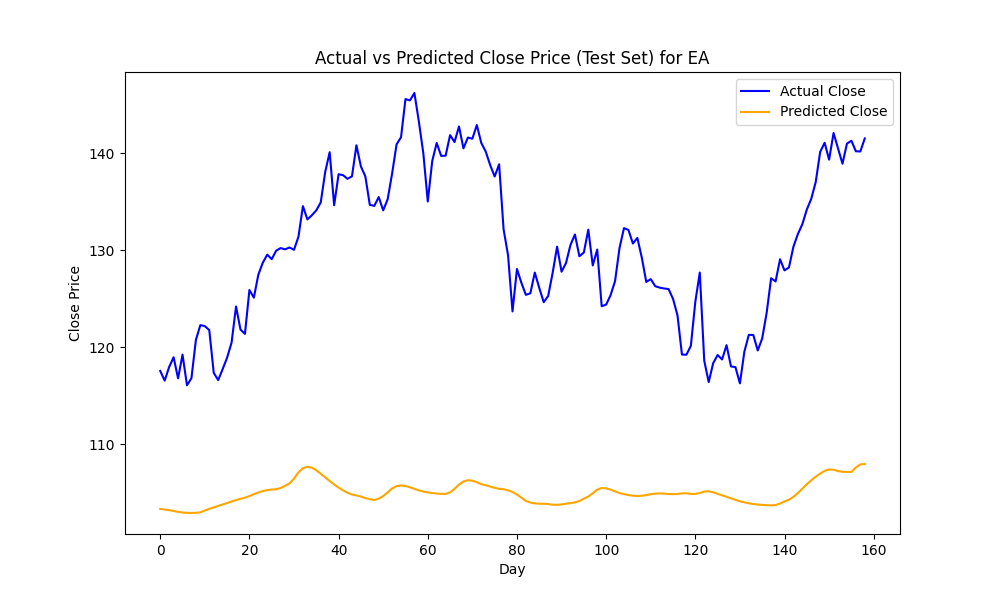 Actual vs Predicted Close Price (Test Set) for EA
Actual Close
Predicted Close
Close Price
140
130
120
110
0 20 40 60 80 100 120 140 160
Day